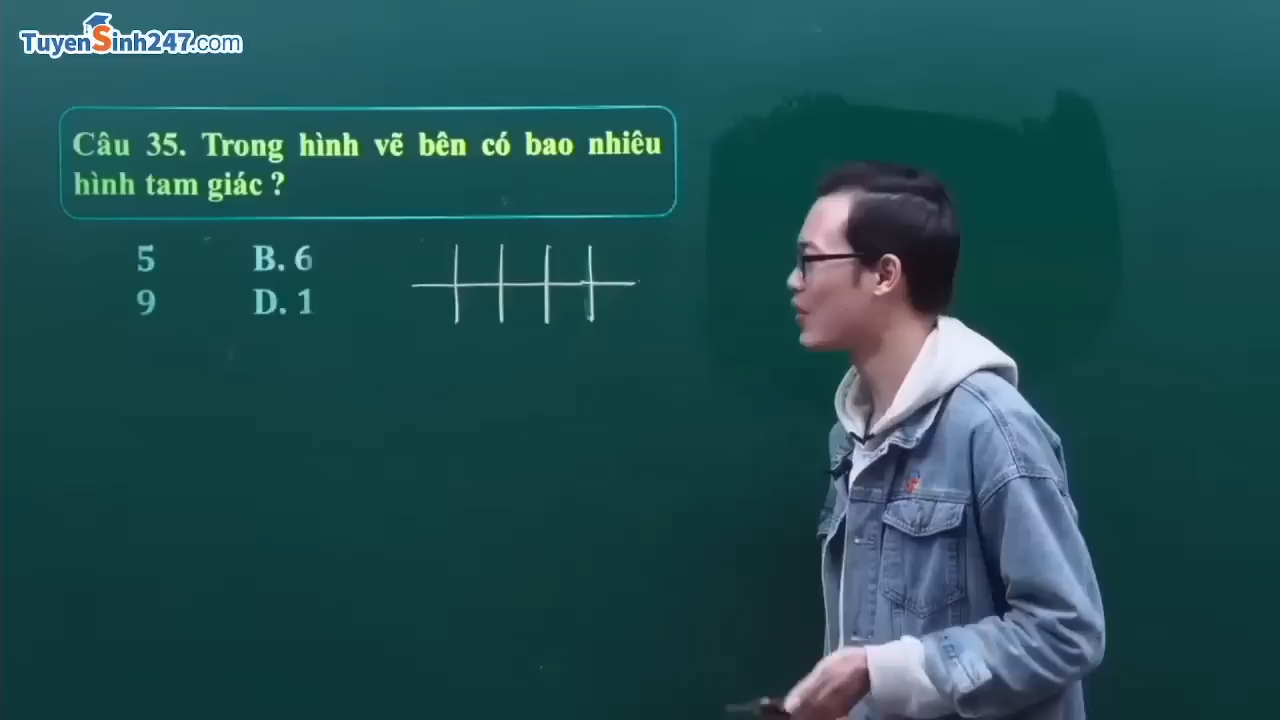 TuyenSinh247.com
Câu 35. Trong hình vẽ bên có bao nhiêu
hình tam giác ?
5 B. 6
9 D. 1